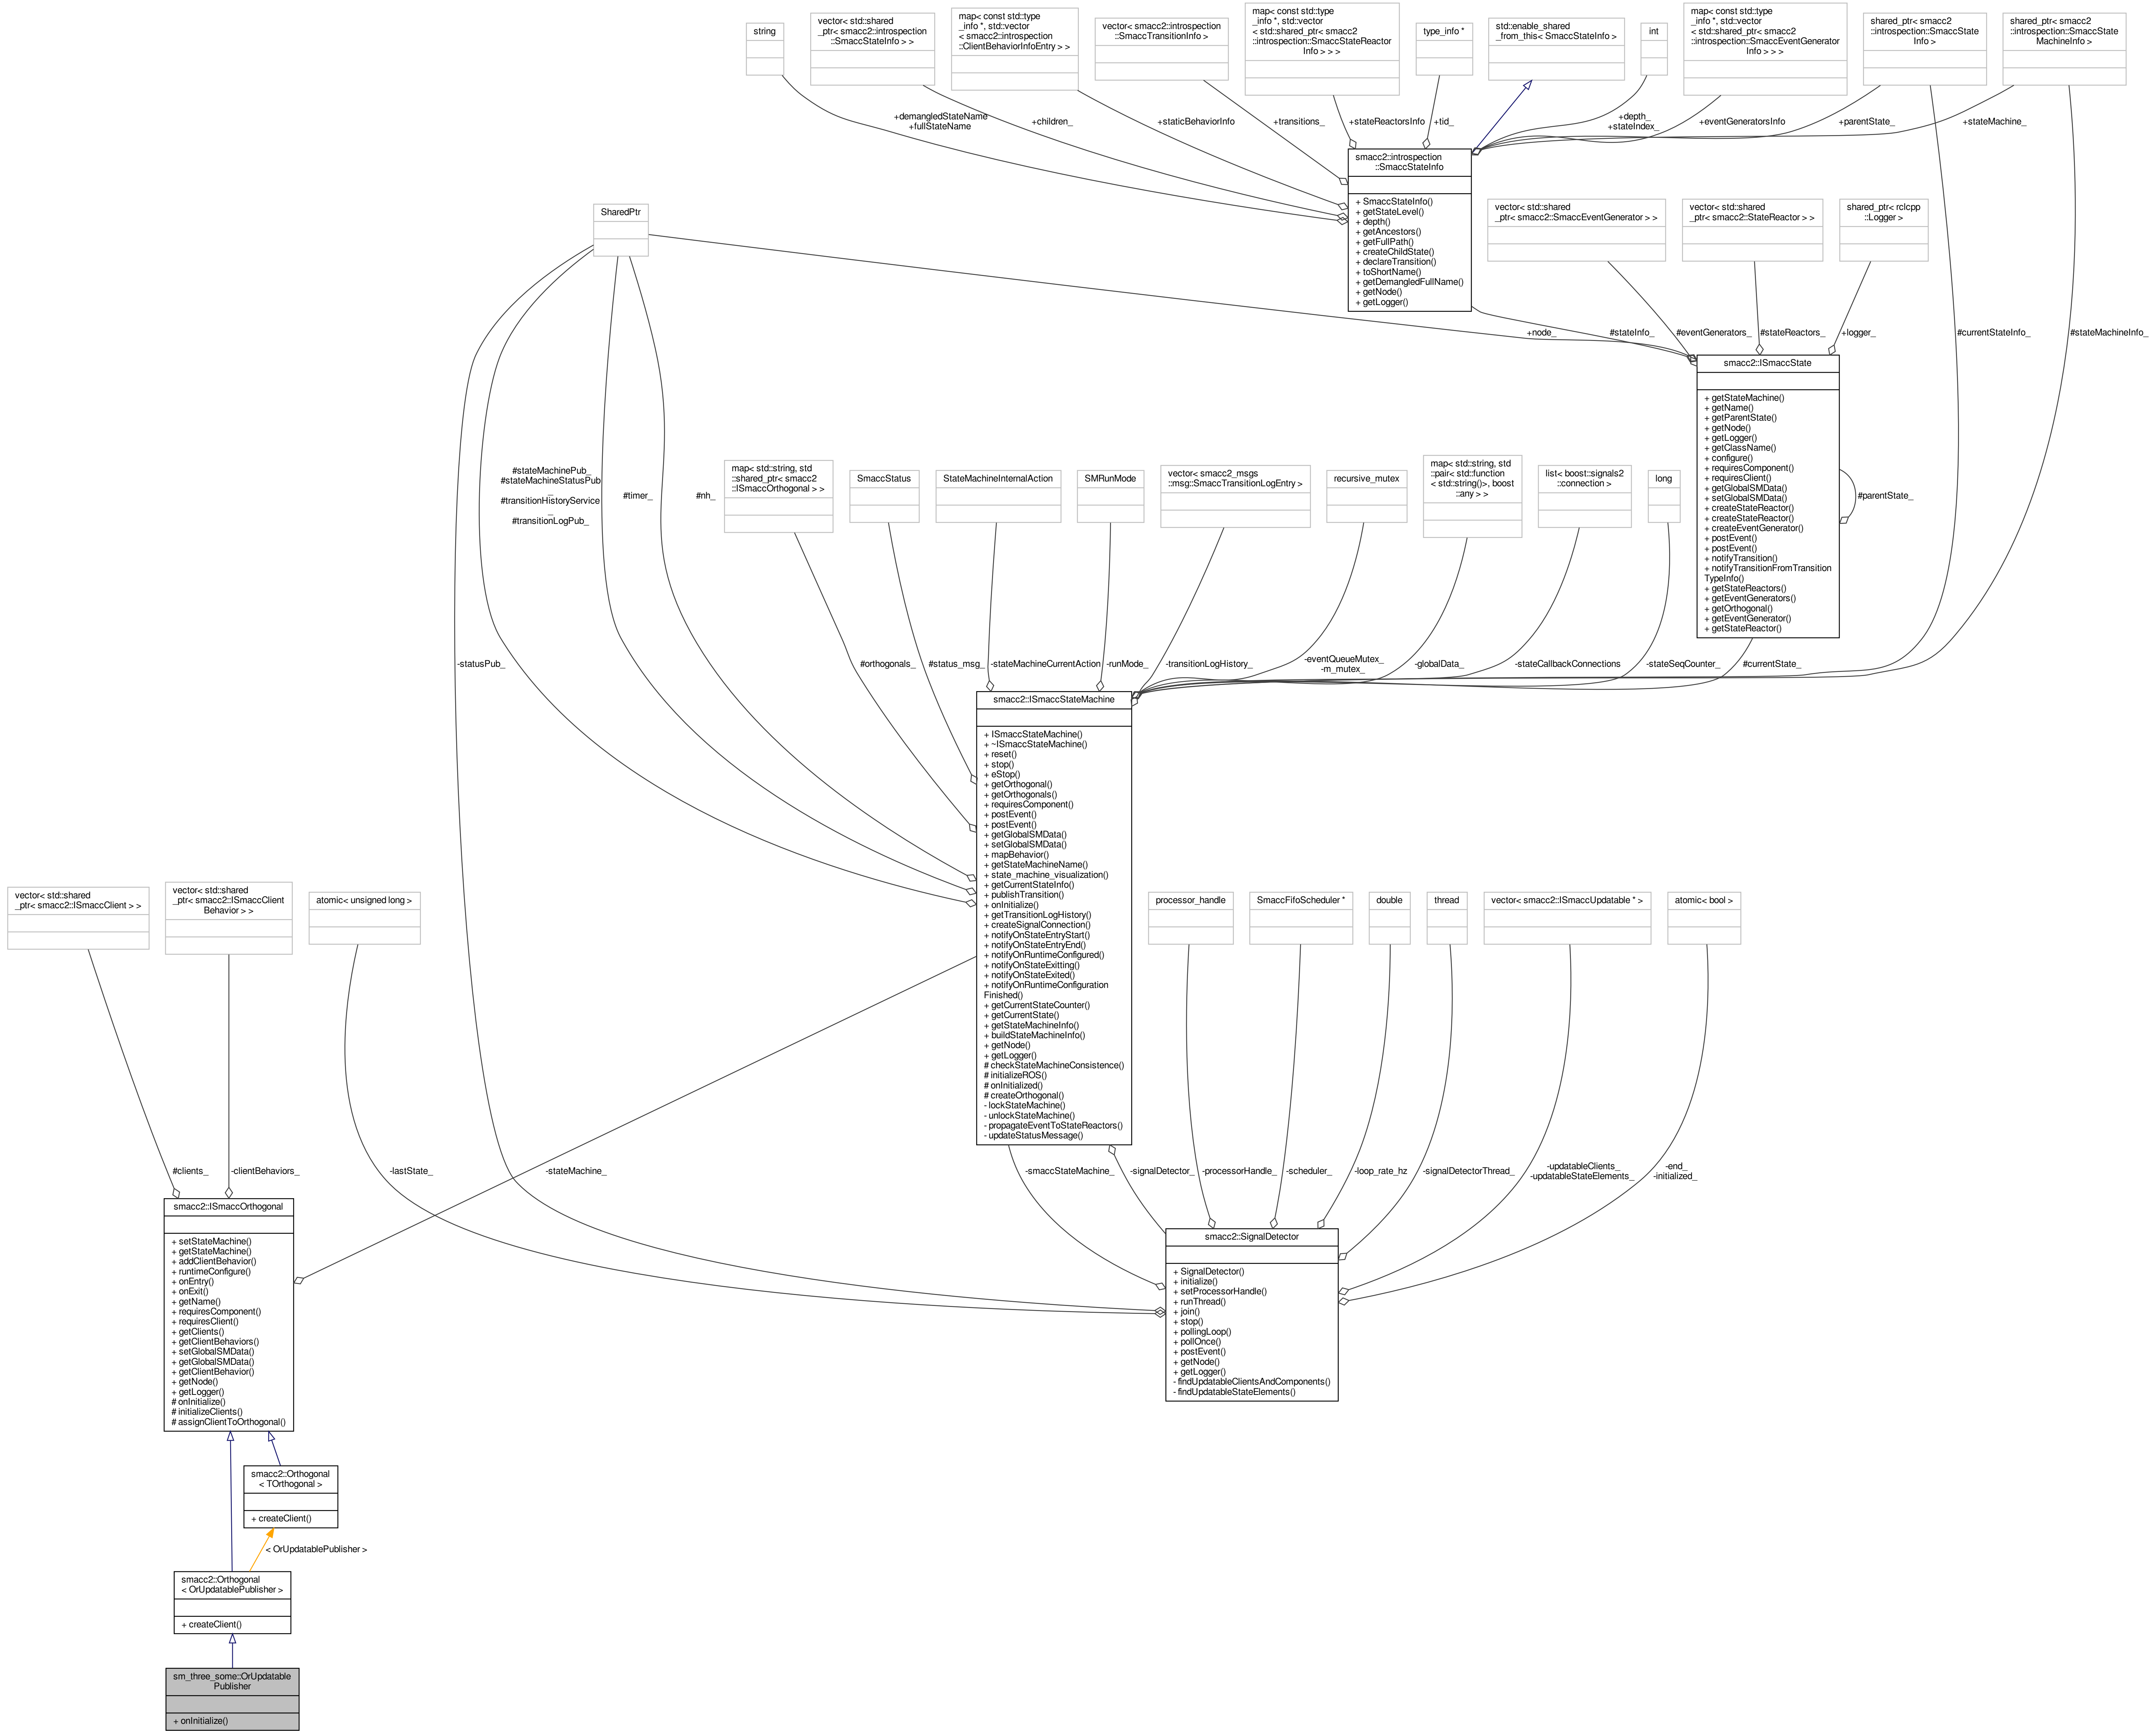 string
vector< std::shared
_ptr< smacc2::introspection
::SmaccStateInfo > >
map< const std::type
_info *, std::vector
< smacc2::introspection
::ClientBehaviorInfoEntry > >
vector< smacc2::introspection
::SmaccTransitionInfo >
map< const std::type
_info *, std::vector
< std::shared_ptr< smacc2
::introspection::SmaccStateReactor
Info > > >
type_info *
std::enable_shared
_from_this< SmaccStateInfo >
int
map< const std::type
_info *, std::vector
< std::shared_ptr< smacc2
::introspection::SmaccEventGenerator
Info > > >
shared_ptr< smacc2
::introspection::SmaccState
Info >
shared_ptr< smacc2
::introspection::SmaccState
MachineInfo >
+demangledStateName
+fullStateName
+children_
+staticBehaviorInfo
+transitions_
+stateReactorsInfo
+tid_
+depth_
+stateIndex_
+eventGeneratorsInfo
+parentState_
+stateMachine_
smacc2::introspection
::SmaccStateInfo
+ SmaccStateInfo()
+ getStateLevel()
+ depth()
+ getAncestors()
+ getFullPath()
+ createChildState()
+ declareTransition()
+ toShortName()
+ getDemangledFullName()
+ getNode()
+ getLogger()
SharedPtr
vector< std::shared
_ptr< smacc2::SmaccEventGenerator > >
vector< std::shared
_ptr< smacc2::StateReactor > >
shared_ptr< rclcpp
::Logger >
+node_
#stateInfo_
#eventGenerators_
#stateReactors_
+logger_
#currentStateInfo_
#stateMachineInfo_
smacc2::ISmaccState
+ getStateMachine()
+ getName()
+ getParentState()
+ getNode()
+ getLogger()
+ getClassName()
+ configure()
+ requiresComponent()
+ requiresClient()
+ getGlobalSMData()
+ setGlobalSMData()
+ createStateReactor()
+ createStateReactor()
+ createEventGenerator()
+ postEvent()
+ postEvent()
+ notifyTransition()
+ notifyTransitionFromTransition
TypeInfo()
+ getStateReactors()
+ getEventGenerators()
+ getOrthogonal()
+ getEventGenerator()
+ getStateReactor()
#parentState_
#stateMachinePub_
#stateMachineStatusPub
_
#transitionHistoryService
_
#transitionLogPub_
#timer_
#nh_
map< std::string, std
::shared_ptr< smacc2
::ISmaccOrthogonal > >
SmaccStatus
StateMachineInternalAction
SMRunMode
vector< smacc2_msgs
::msg::SmaccTransitionLogEntry >
recursive_mutex
map< std::string, std
::pair< std::function
< std::string()>, boost
::any > >
list< boost::signals2
::connection >
long
-statusPub_
#orthogonals_
#status_msg_
-stateMachineCurrentAction
-runMode_
-transitionLogHistory_
-eventQueueMutex_
-m_mutex_
-globalData_
-stateCallbackConnections
-stateSeqCounter_
#currentState_
smacc2::ISmaccStateMachine
+ ISmaccStateMachine()
+ ~ISmaccStateMachine()
+ reset()
+ stop()
+ eStop()
+ getOrthogonal()
+ getOrthogonals()
+ requiresComponent()
+ postEvent()
+ postEvent()
+ getGlobalSMData()
+ setGlobalSMData()
+ mapBehavior()
+ getStateMachineName()
+ state_machine_visualization()
+ getCurrentStateInfo()
+ publishTransition()
+ onInitialize()
+ getTransitionLogHistory()
+ createSignalConnection()
+ notifyOnStateEntryStart()
+ notifyOnStateEntryEnd()
+ notifyOnRuntimeConfigured()
+ notifyOnStateExitting()
+ notifyOnStateExited()
+ notifyOnRuntimeConfiguration
Finished()
+ getCurrentStateCounter()
+ getCurrentState()
+ getStateMachineInfo()
+ buildStateMachineInfo()
+ getNode()
+ getLogger()
# checkStateMachineConsistence()
# initializeROS()
# onInitialized()
# createOrthogonal()
- lockStateMachine()
- unlockStateMachine()
- propagateEventToStateReactors()
- updateStatusMessage()
vector< std::shared
_ptr< smacc2::ISmaccClient > >
vector< std::shared
_ptr< smacc2::ISmaccClient
Behavior > >
atomic< unsigned long >
processor_handle
SmaccFifoScheduler *
double
thread
vector< smacc2::ISmaccUpdatable * >
atomic< bool >
#clients_
-clientBehaviors_
-lastState_
-stateMachine_
-smaccStateMachine_
-signalDetector_
-processorHandle_
-scheduler_
-loop_rate_hz
-signalDetectorThread_
-updatableClients_
-updatableStateElements_
-end_
-initialized_
smacc2::ISmaccOrthogonal
+ setStateMachine()
+ getStateMachine()
+ addClientBehavior()
+ runtimeConfigure()
+ onEntry()
+ onExit()
+ getName()
+ requiresComponent()
+ requiresClient()
+ getClients()
+ getClientBehaviors()
+ setGlobalSMData()
+ getGlobalSMData()
+ getClientBehavior()
+ getNode()
+ getLogger()
# onInitialize()
# initializeClients()
# assignClientToOrthogonal()
smacc2::SignalDetector
+ SignalDetector()
+ initialize()
+ setProcessorHandle()
+ runThread()
+ join()
+ stop()
+ pollingLoop()
+ pollOnce()
+ postEvent()
+ getNode()
+ getLogger()
- findUpdatableClientsAndComponents()
- findUpdatableStateElements()
smacc2::Orthogonal
< TOrthogonal >
+ createClient()
< OrUpdatablePublisher >
smacc2::Orthogonal
< OrUpdatablePublisher >
+ createClient()
sm_three_some::OrUpdatable
Publisher
+ onInitialize()